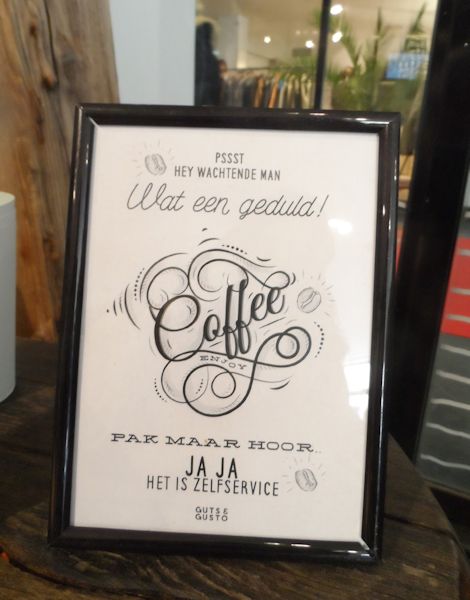 PSSST
HEY WACHTENDE MAN
Wat een geduld!
Coffee
ENJOY
PAK MAAR HOOR..
JA JA
HET IS ZELFSERVICE
GUTS &
GUSTO